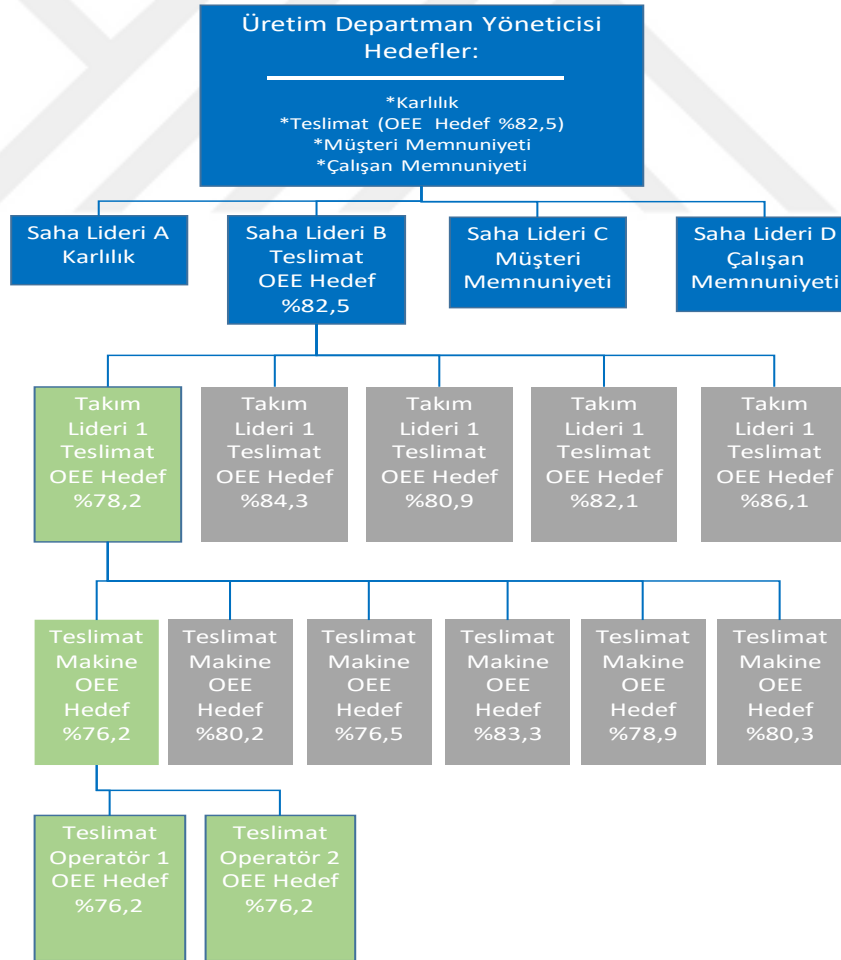 Üretim Departman Yöneticisi
Hedefler:
*Karlılık
*Teslimat (OEE Hedef %82,5)
*Müşteri Memnuniyeti
*Çalışan Memnuniyeti
Saha Lideri A
Karlılık
Saha Lideri B
Teslimat
OEE Hedef
%82,5
Saha Lideri C
Müşteri
Memnuniyeti
Saha Lideri D
Çalışan
Memnuniyeti
Takım
Lideri 1
Teslimat
OEE Hedef
%78,2
Takım
Lideri 1
Teslimat
OEE Hedef
%84,3
Takım
Lideri 1
Teslimat
OEE Hedef
%80,9
Takım
Lideri 1
Teslimat
OEE Hedef
%82,1
Takım
Lideri 1
Teslimat
OEE Hedef
%86,1
Teslimat
Makine
OEE
Hedef
%76,2
Teslimat
Makine
OEE
Hedef
%80,2
Teslimat
Makine
OEE
Hedef
%76,5
Teslimat
Makine
OEE
Hedef
%83,3
Teslimat
Makine
OEE
Hedef
%78,9
Teslimat
Makine
OEE
Hedef
%80,3
Teslimat
Operatör 1
OEE Hedef
%76,2
Teslimat
Operatör 2
OEE Hedef
%76,2